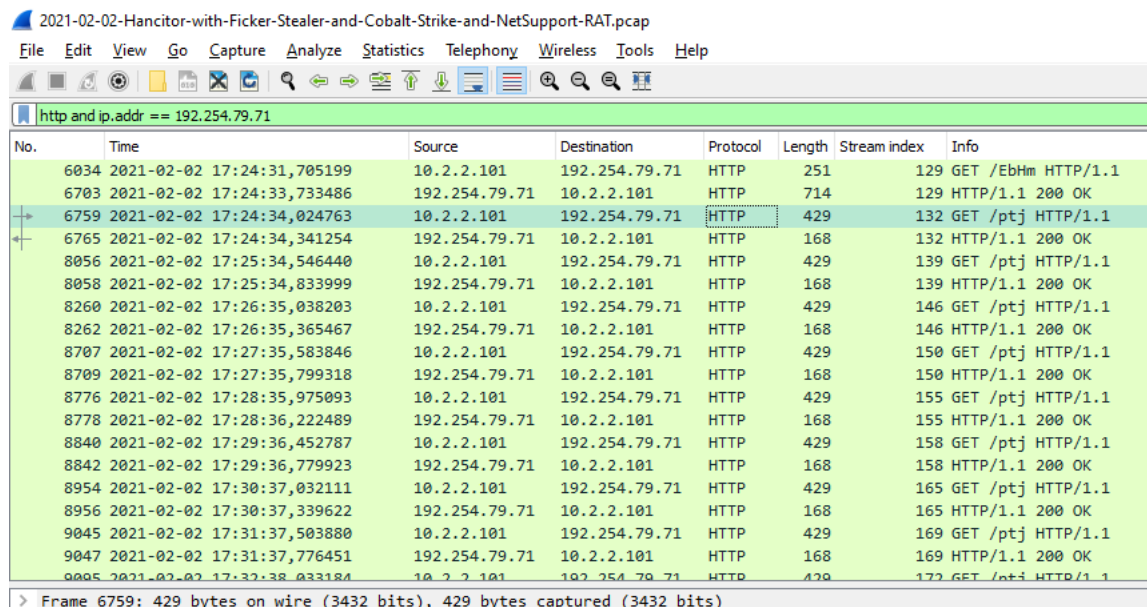 2021-02-02-Hancitor-with-Ficker-Stealer-and-Cobalt-Strike-and-NetSupport-RAT.pcap
File Edit View Go Capture Analyze Statistics Telephony Wireless Tools Help
http and ip.addr == 192.254.79.71
No. Time Source Destination Protocol Length Stream index Info
6034 2021-02-02 17:24:31,705199 10.2.2.101 192.254.79.71 HTTP 251 129 GET /EbHm HTTP/1.1
6703 2021-02-02 17:24:33,733486 192.254.79.71 10.2.2.101 HTTP 714 129 HTTP/1.1 200 OK
6759 2021-02-02 17:24:34,024763 10.2.2.101 192.254.79.71 HTTP 429 132 GET /ptj HTTP/1.1
6765 2021-02-02 17:24:34,341254 192.254.79.71 10.2.2.101 HTTP 168 132 HTTP/1.1 200 OK
8056 2021-02-02 17:25:34,546440 10.2.2.101 192.254.79.71 HTTP 429 139 GET /ptj HTTP/1.1
8058 2021-02-02 17:25:34,833999 192.254.79.71 10.2.2.101 HTTP 168 139 HTTP/1.1 200 OK
8260 2021-02-02 17:26:35,038203 10.2.2.101 192.254.79.71 HTTP 429 146 GET /ptj HTTP/1.1
8262 2021-02-02 17:26:35,365467 192.254.79.71 10.2.2.101 HTTP 168 146 HTTP/1.1 200 OK
8707 2021-02-02 17:27:35,583846 10.2.2.101 192.254.79.71 HTTP 429 150 GET /ptj HTTP/1.1
8709 2021-02-02 17:27:35,799318 192.254.79.71 10.2.2.101 HTTP 168 150 HTTP/1.1 200 OK
8776 2021-02-02 17:28:35,975093 10.2.2.101 192.254.79.71 HTTP 429 155 GET /ptj HTTP/1.1
8778 2021-02-02 17:28:36,222489 192.254.79.71 10.2.2.101 HTTP 168 155 HTTP/1.1 200 OK
8840 2021-02-02 17:29:36,452787 10.2.2.101 192.254.79.71 HTTP 429 158 GET /ptj HTTP/1.1
8842 2021-02-02 17:29:36,779923 192.254.79.71 10.2.2.101 HTTP 168 158 HTTP/1.1 200 OK
8954 2021-02-02 17:30:37,032111 10.2.2.101 192.254.79.71 HTTP 429 165 GET /ptj HTTP/1.1
8956 2021-02-02 17:30:37,339622 192.254.79.71 10.2.2.101 HTTP 168 165 HTTP/1.1 200 OK
9045 2021-02-02 17:31:37,503880 10.2.2.101 192.254.79.71 HTTP 429 169 GET /ptj HTTP/1.1
9047 2021-02-02 17:31:37,776451 192.254.79.71 10.2.2.101 HTTP 168 169 HTTP/1.1 200 OK
9095 2021-02-02 17:32:38,033184 10.2.2.101 192.254.79.71 HTTP 429 172 GET /ptj HTTP/1.1
Frame 6759: 429 bytes on wire (3432 bits), 429 bytes captured (3432 bits)